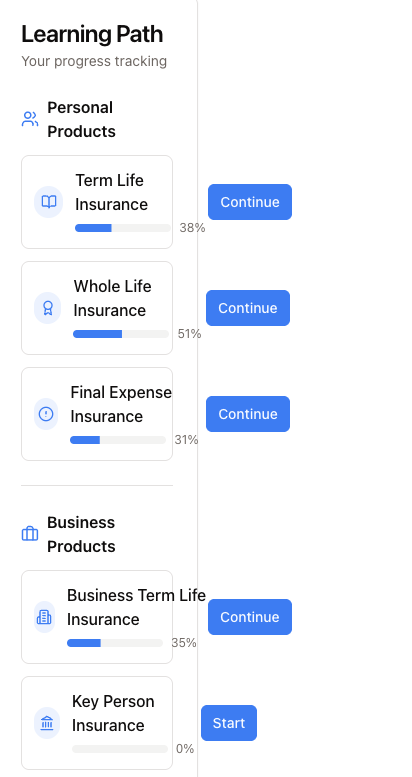 Learning Path
Your progress tracking
Personal
Products
Term Life
Insurance
38%
Continue
Whole Life
Insurance
51%
Continue
Final Expense
Insurance
31%
Continue
Business
Products
Business Term Life
Insurance
35%
Continue
Key Person
Insurance
0%
Start